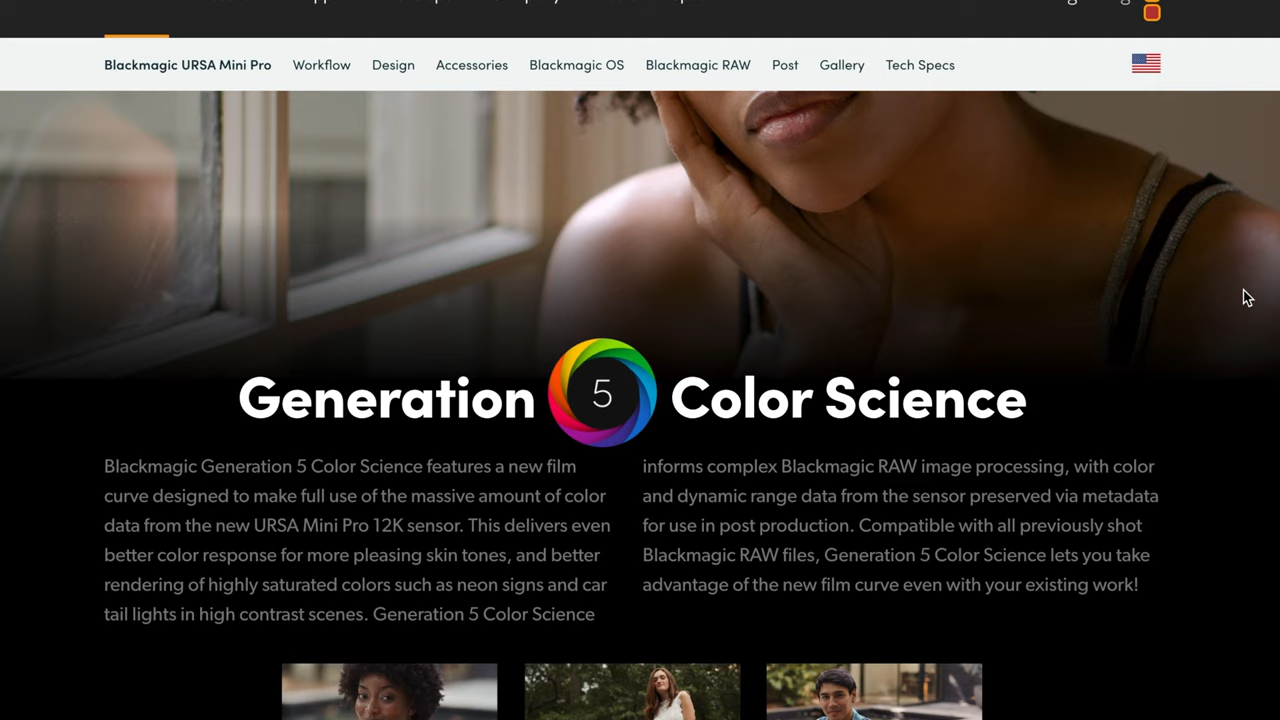 Blackmagic URSA Mini Pro Workflow Design Accessories Blackmagic OS Blackmagic RAW Post Gallery Tech Specs
Generation 5 Color Science
Blackmagic Generation 5 Color Science features a new film
curve designed to make full use of the massive amount of color
data from the new URSA Mini Pro 12K sensor. This delivers even
better color response for more pleasing skin tones, and better
rendering of highly saturated colors such as neon signs and car
tail lights in high contrast scenes. Generation 5 Color Science
informs complex Blackmagic RAW image processing, with color
and dynamic range data from the sensor preserved via metadata
for use in post production. Compatible with all previously shot
Blackmagic RAW files, Generation 5 Color Science lets you take
advantage of the new film curve even with your existing work!